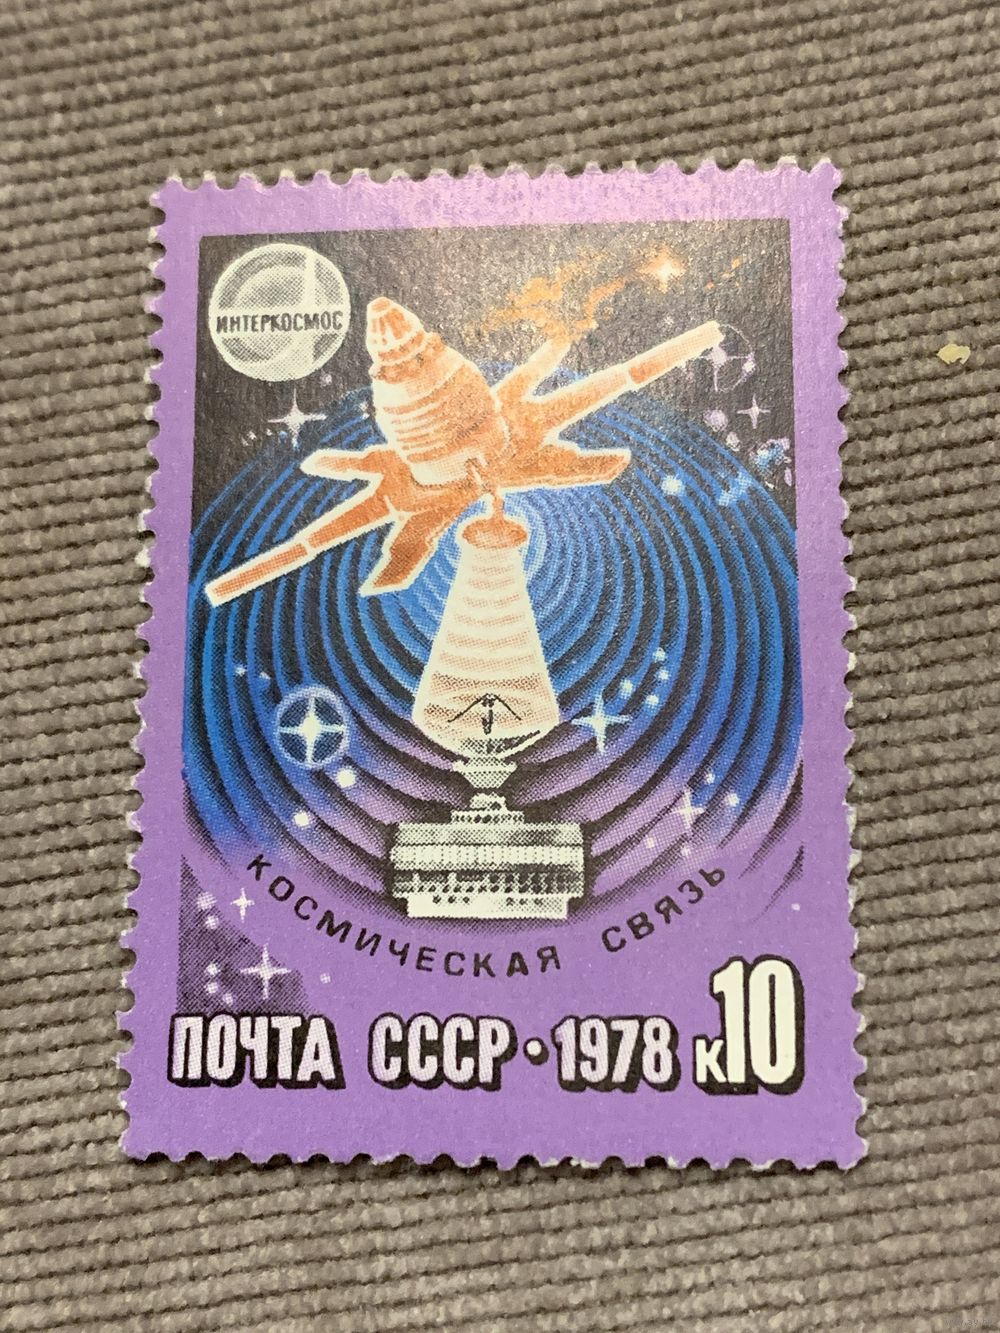 ИНТЕРКОСМОС
КОСМИЧЕСКАЯ СВЯЗЬ
ПОЧТА СССР • 1978 к10